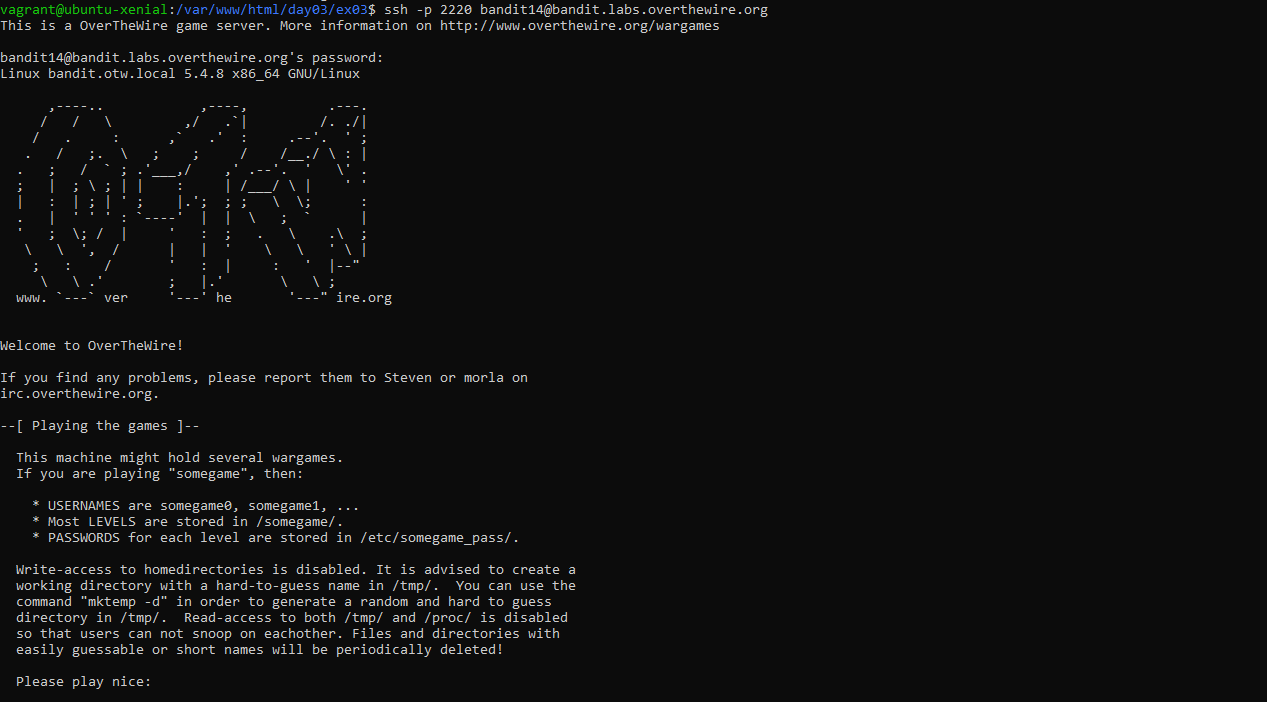 vagrant@ubuntu-xenial:/var/www/html/day03/ex03$ ssh -p 2220 bandit14@bandit.labs.overthewire.org
This is a OverTheWire game server. More information on http://www.overthewire.org/wargames
bandit14@bandit.labs.overthewire.org's password:
Linux bandit.otw.local 5.4.8 x86_64 GNU/Linux
www. `---` ver     '---' he       '---" ire.org
Welcome to OverTheWire!
If you find any problems, please report them to Steven or morla on
irc.overthewire.org.
--[ Playing the games ]--
This machine might hold several wargames.
If you are playing "somegame", then:
* USERNAMES are somegame0, somegame1, ...
* Most LEVELS are stored in /somegame/.
* PASSWORDS for each level are stored in /etc/somegame_pass/.
Write-access to homedirectories is disabled. It is advised to create a
working directory with a hard-to-guess name in /tmp/.  You can use the
command "mktemp -d" in order to generate a random and hard to guess
directory in /tmp/.  Read-access to both /tmp/ and /proc/ is disabled
so that users can not snoop on eachother. Files and directories with
easily guessable or short names will be periodically deleted!
Please play nice: